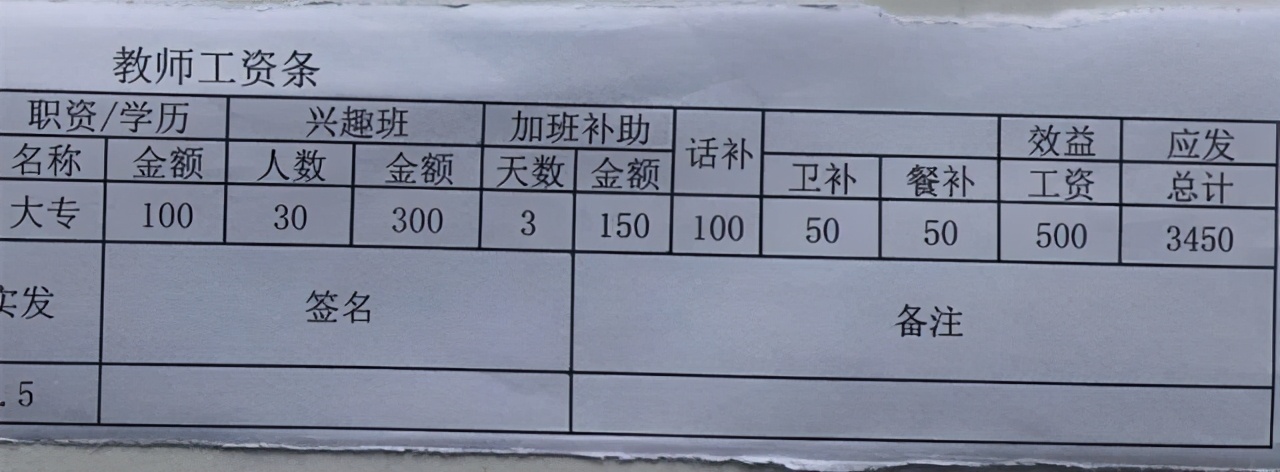 教师工资条
职资/学历 兴趣班 加班补助 话补 效益 应发
名称 金额 人数 金额 天数 金额 卫补 餐补 工资 总计
大专 100 30 300 3 150 100 50 50 500 3450
实发 签名 备注
.5